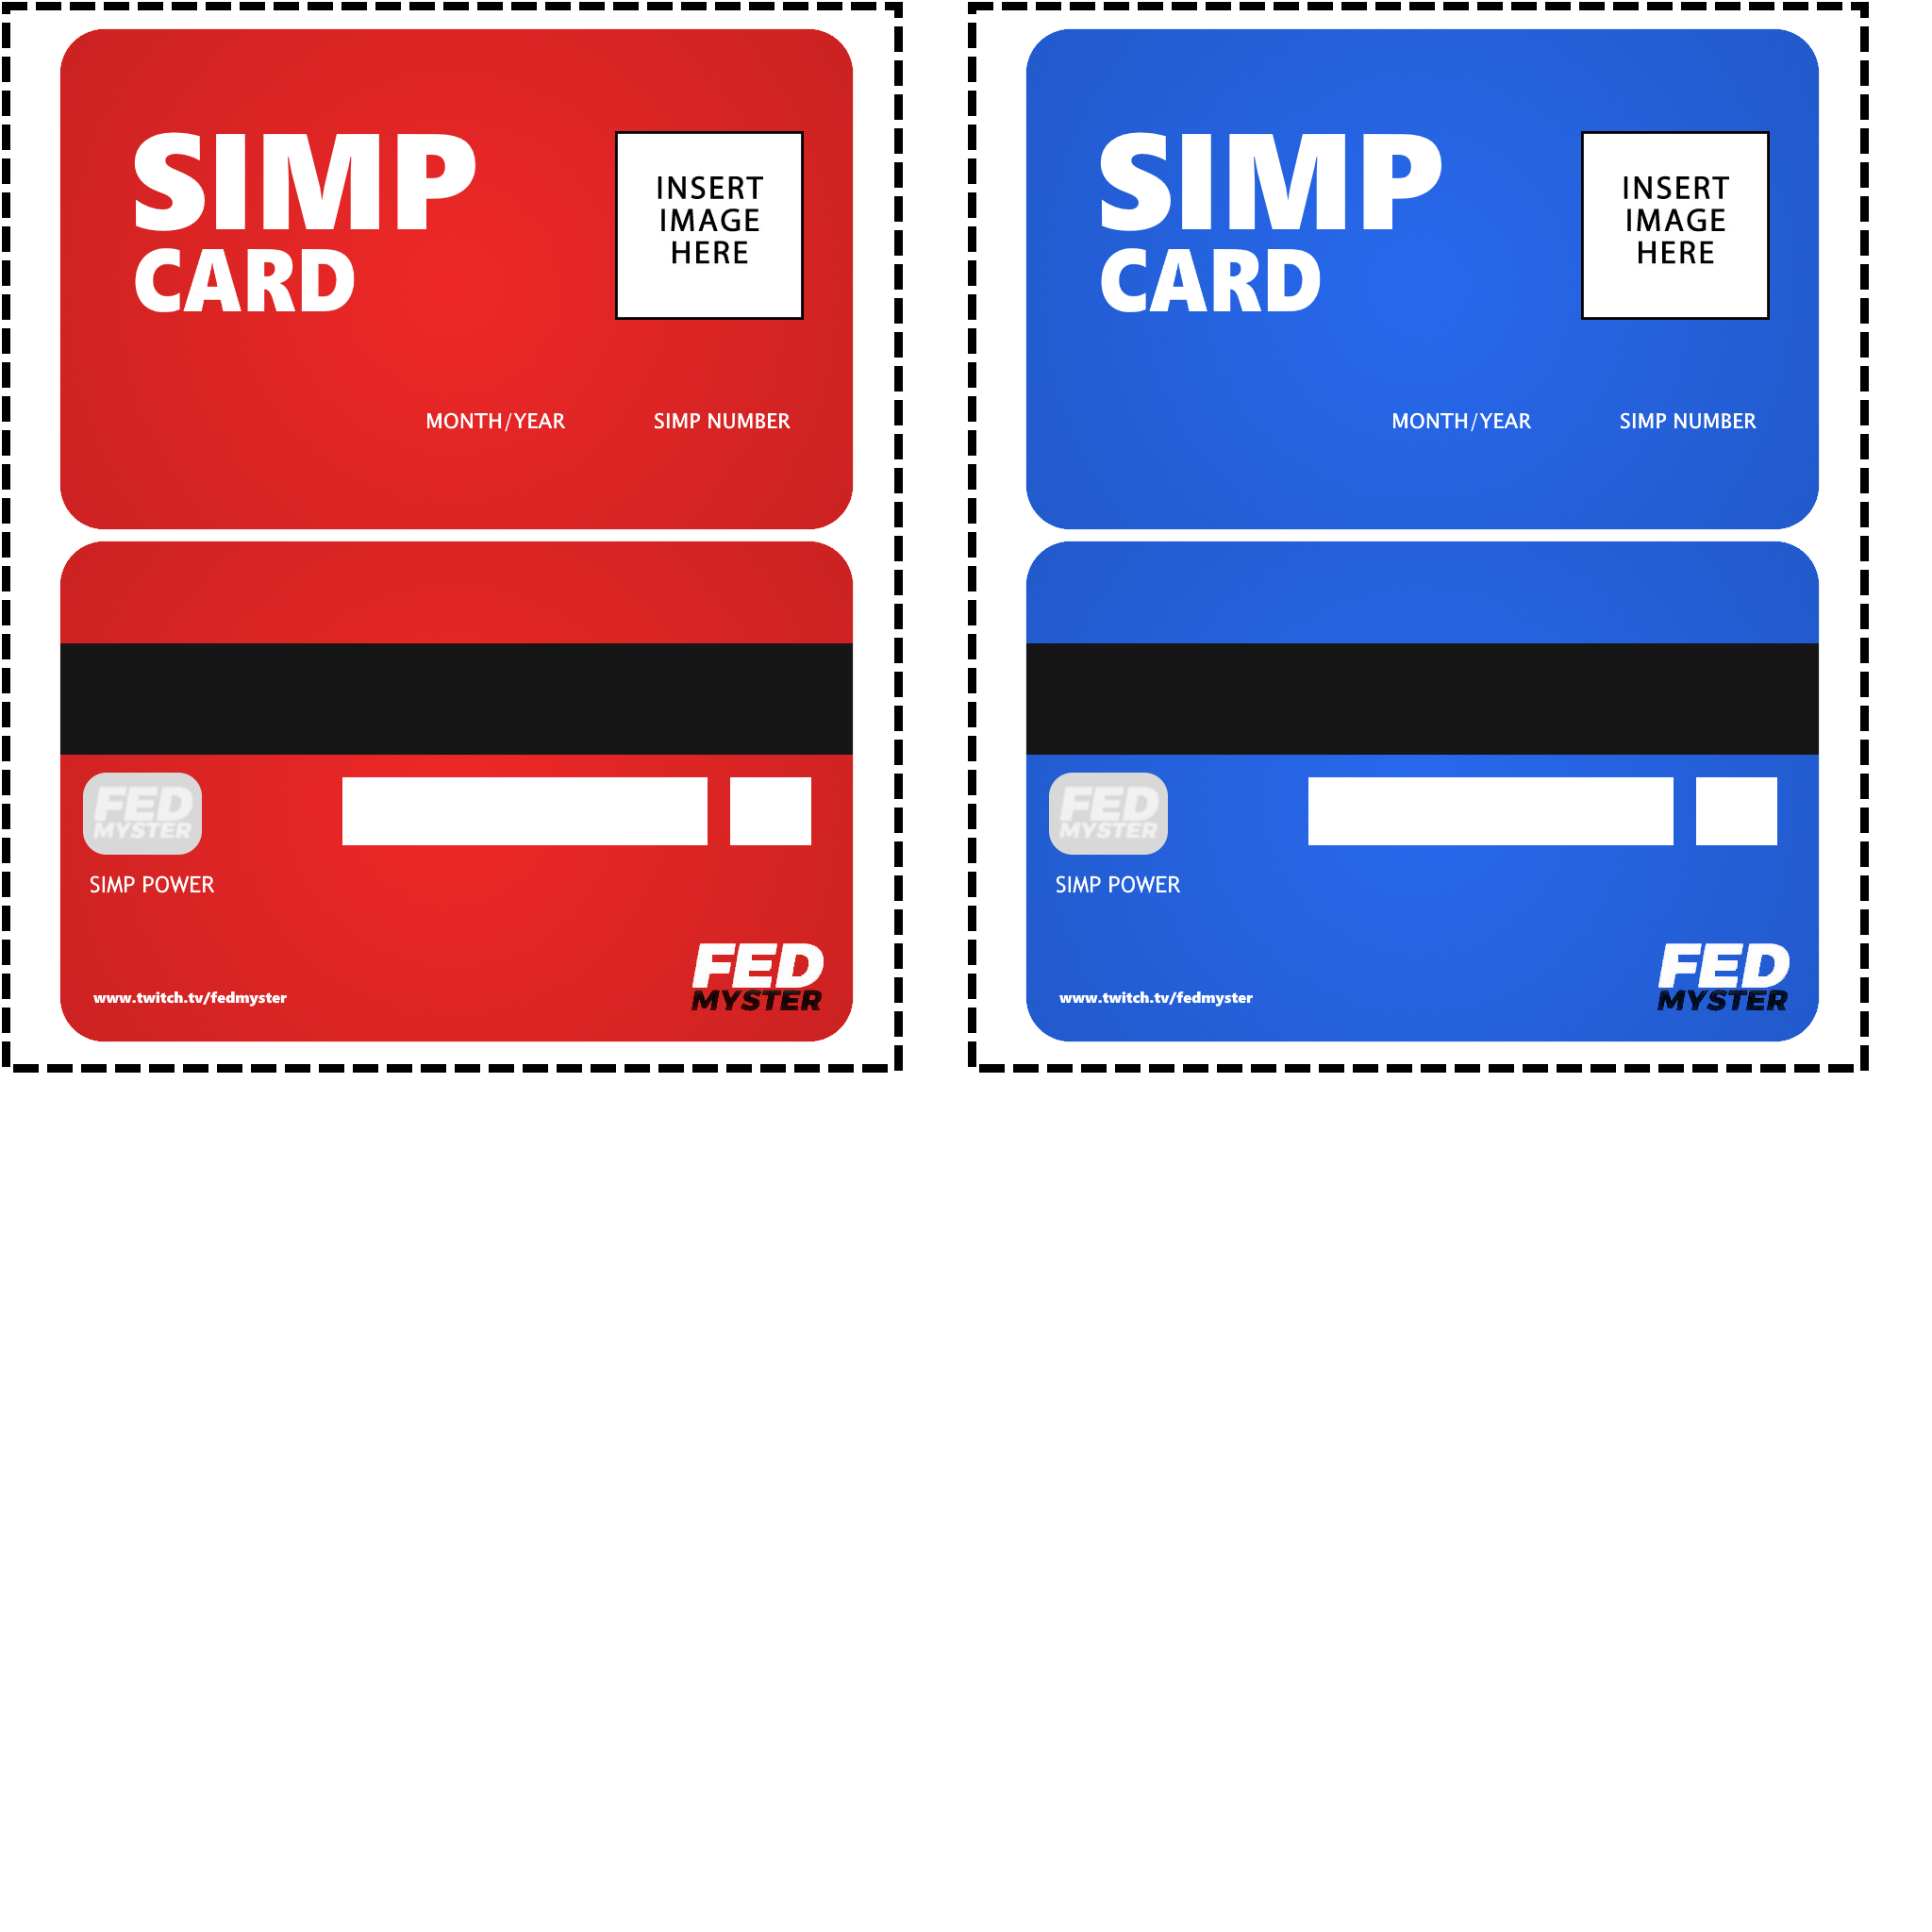 SIMP
CARD
INSERT
IMAGE
HERE
MONTH/YEAR SIMP NUMBER
FED
MYSTER
SIMP POWER
www.twitch.tv/fedmyster
FED
MYSTER
SIMP
CARD
INSERT
IMAGE
HERE
MONTH/YEAR SIMP NUMBER
FED
MYSTER
SIMP POWER
www.twitch.tv/fedmyster
FED
MYSTER